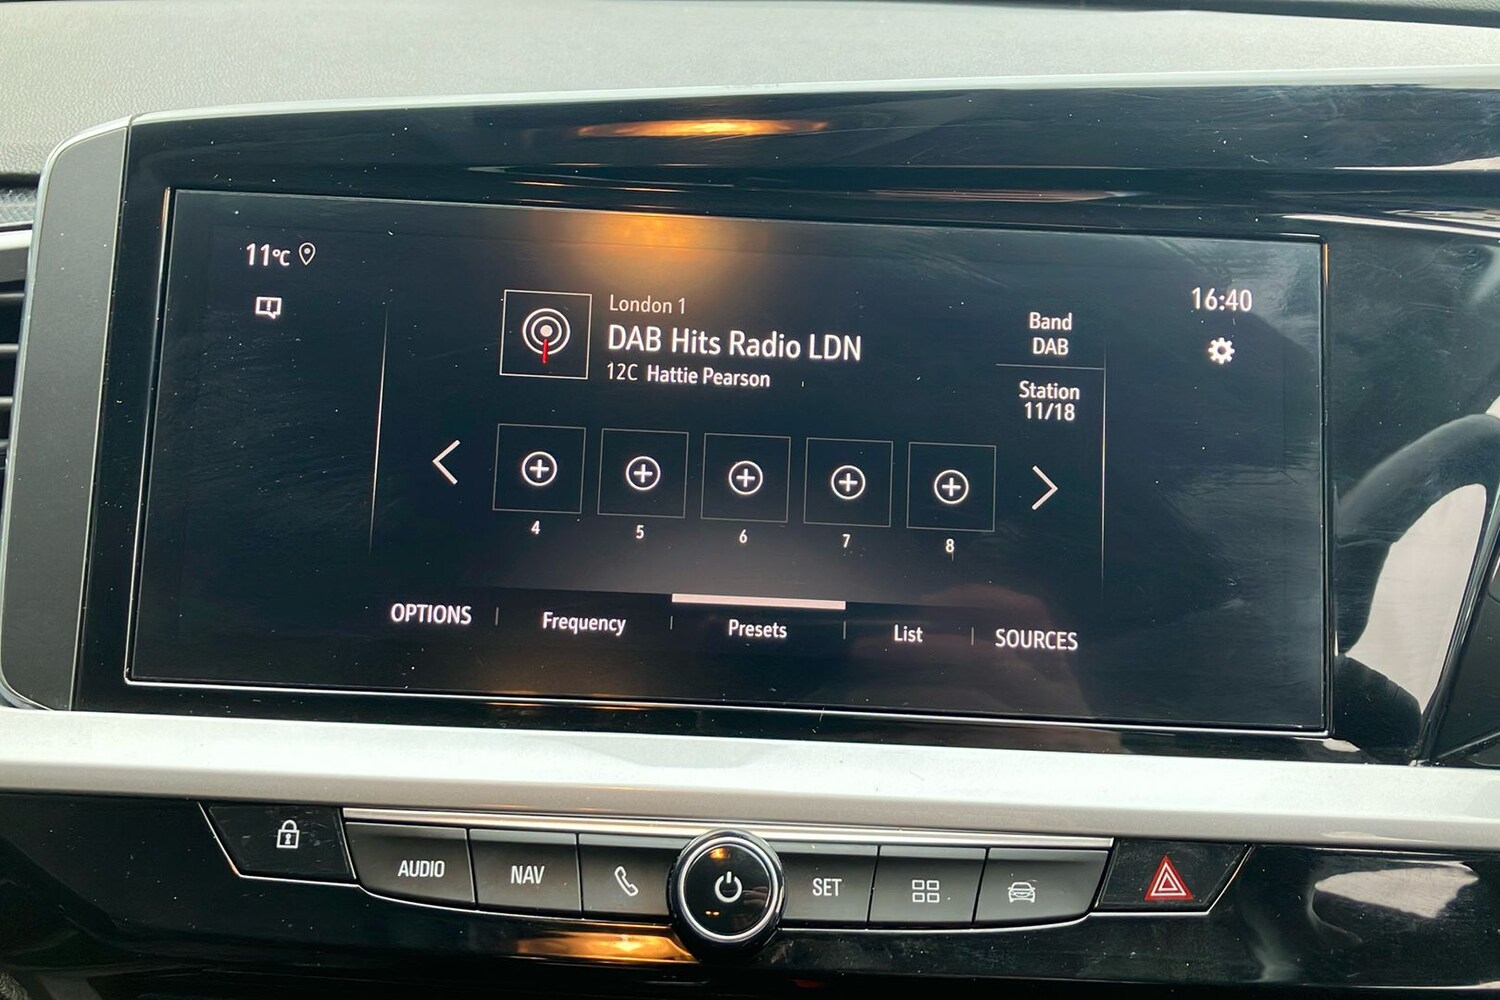 11°C
London 1
DAB Hits Radio LDN
12C Hattie Pearson
Band
DAB
Station
11/18
16:40
4
5
6
7
8
OPTIONS
Frequency
Presets
List
SOURCES
AUDIO
NAV
SET